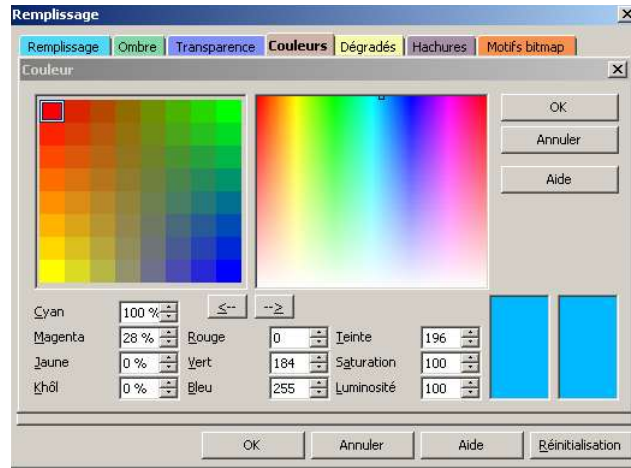 Remplissage
Remplissage Ombre Transparence Couleurs Dégradés Hachures Motifs bitmap
Couleur
OK
Annuler
Aide
Cyan 100 % <-- -->
Magenta 28 % Rouge 0 Teinte 196
Jaune 0 % Vert 184 Saturation 100
Khôl 0 % Bleu 255 Luminosité 100
OK Annuler Aide Réinitialisation